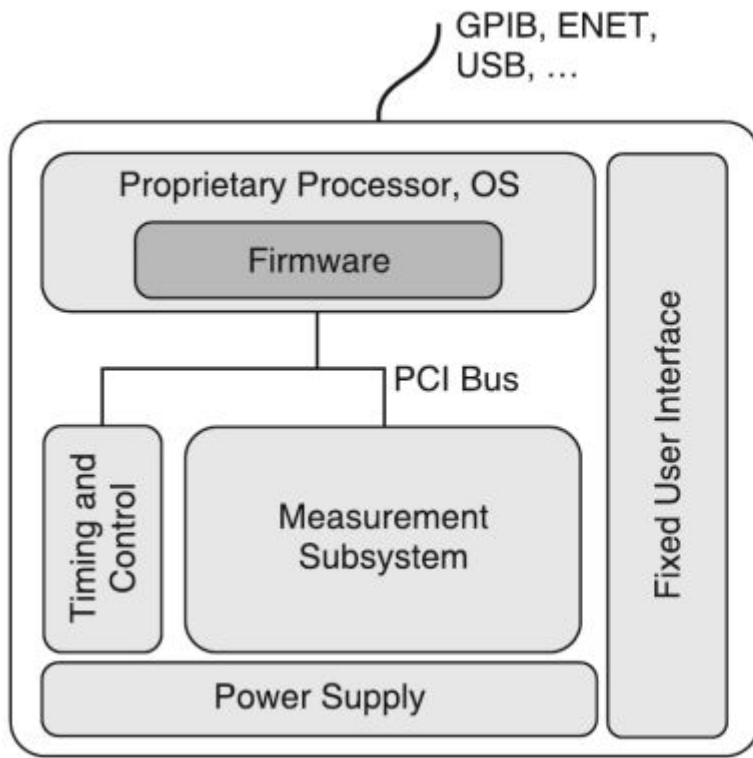 GPIB, ENET,
USB, ...
Proprietary Processor, OS
Firmware
PCI Bus
Timing and
Control
Measurement
Subsystem
Fixed User Interface
Power Supply